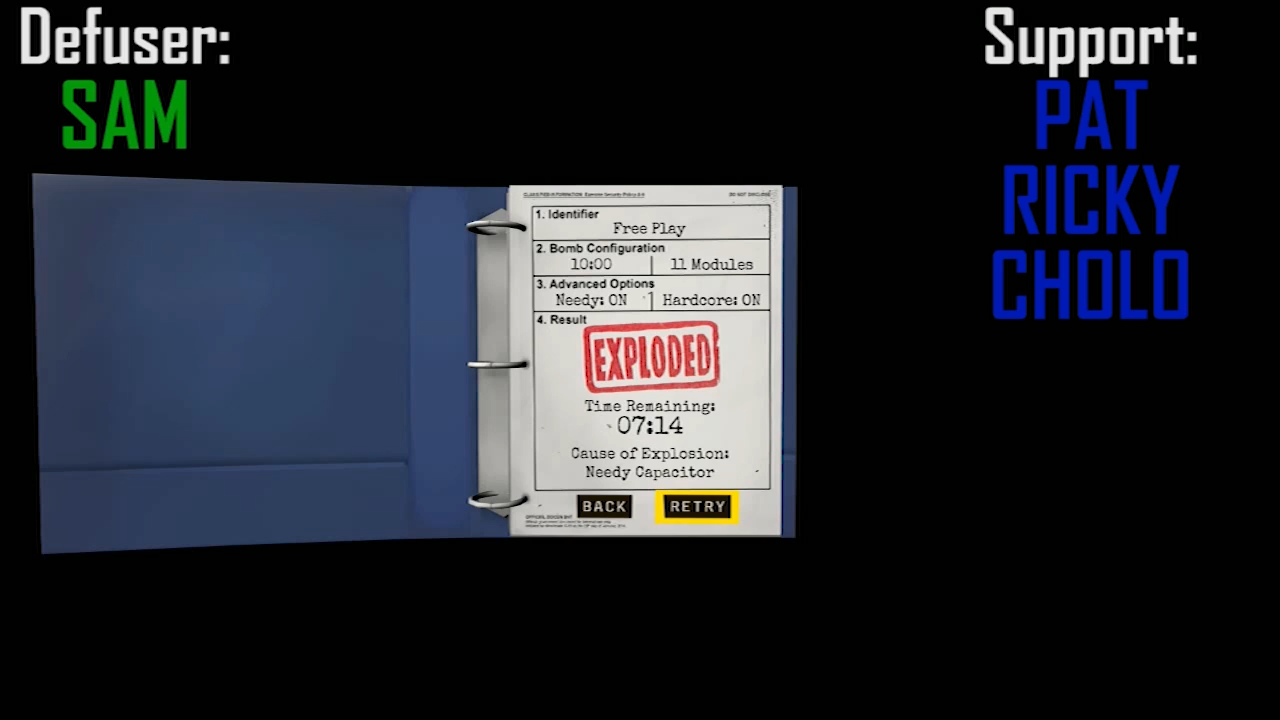 Defuser:
SAM
Support:
PAT
RICKY
CHOLO
1. Identifier
Free Play
2. Bomb Configuration
10:00 11 Modules
3. Advanced Options
Needy: ON Hardcore: ON
4. Result
EXPLODED
Time Remaining:
07:14
Cause of Explosion:
Needy Capacitor
BACK RETRY